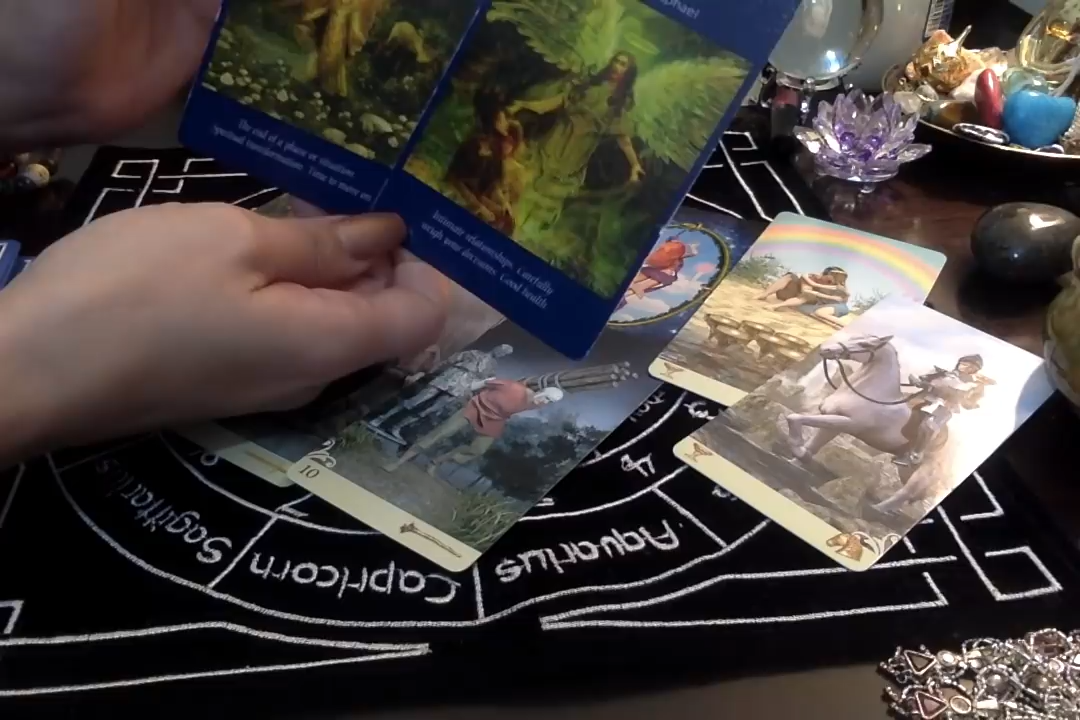 phael
The end of a phase or situation.
Spiritual transformation. Time to move on
Intimate relationships. Carefully
weigh your decisions. Good health
10
Sagittarius
Capricorn
Aquarius